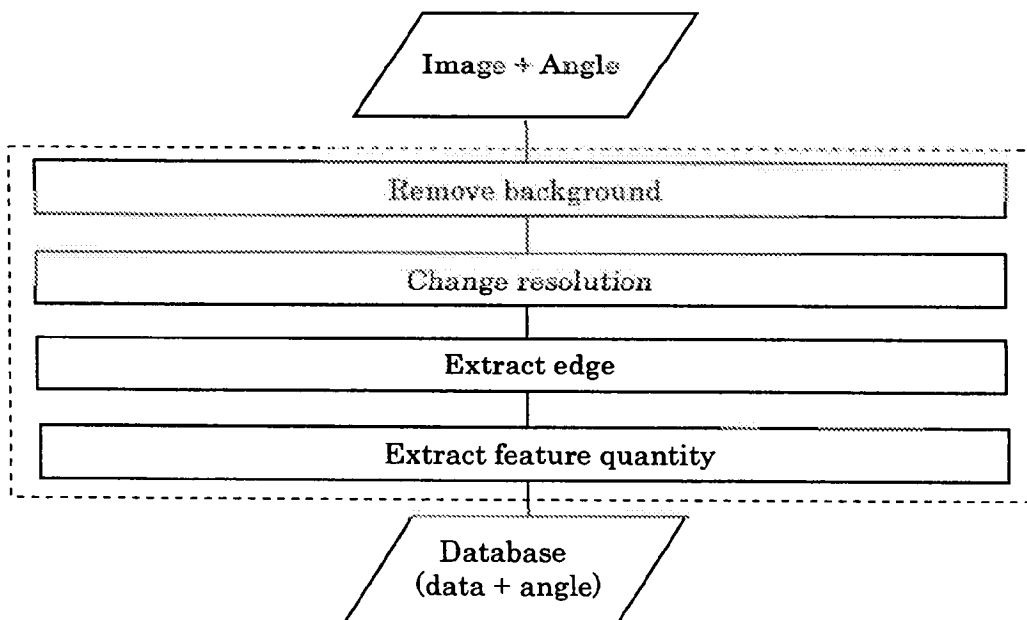 Image + Angle
Remove background
Change resolution
Extract edge
Extract feature quantity
Database
(data + angle)